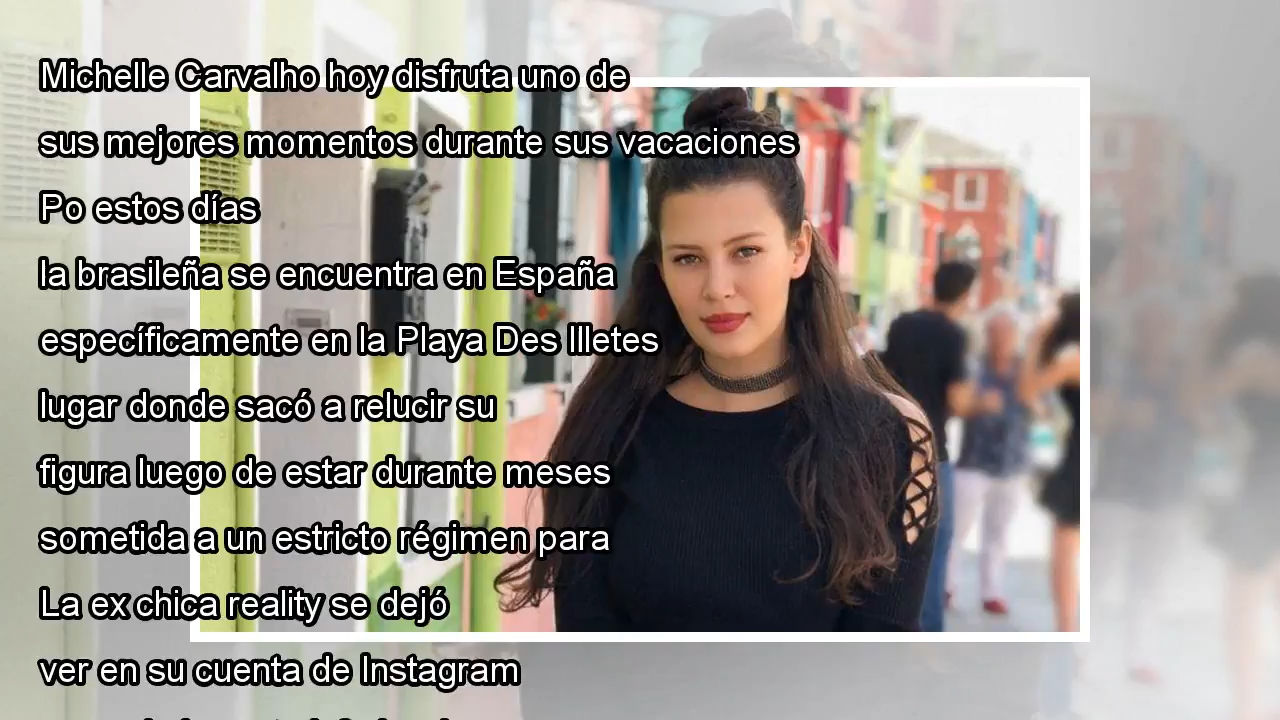 Michelle Carvalho hoy disfruta uno de
sus mejores momentos durante sus vacaciones
Po estos días
la brasileña se encuentra en España
específicamente en la Playa Des Illetes
lugar donde sacó a relucir su
figura luego de estar durante meses
sometida a un estricto régimen para
La ex chica reality se dejó
ver en su cuenta de Instagram